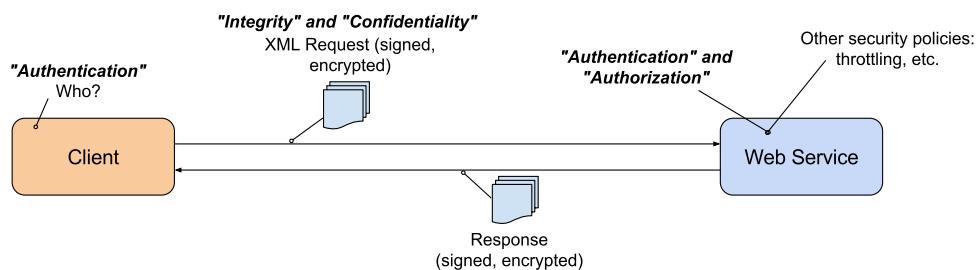 "Integrity" and "Confidentiality"
XML Request (signed,
encrypted)
"Authentication"
Who?
"Authentication" and
"Authorization"
Other security policies:
throttling, etc.
Client
Web Service
Response
(signed, encrypted)